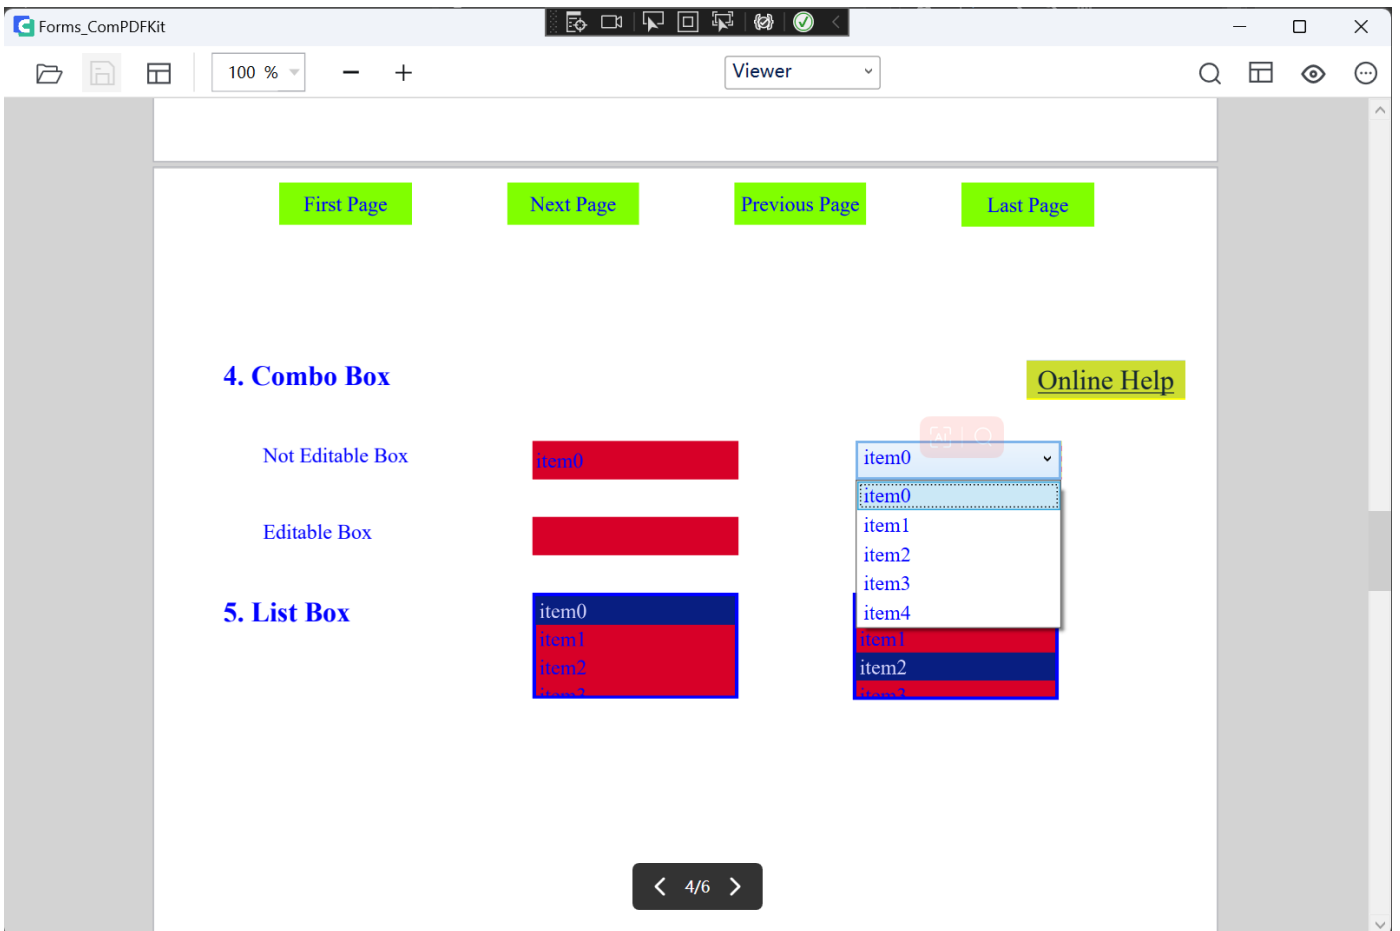 Forms_ComPDFKit
100 %
Viewer
First Page Next Page Previous Page Last Page
4. Combo Box
Online Help
Not Editable Box item0 item0
item0
item1
Editable Box
item2
item3
item4
5. List Box item0
item1 item1
item2 item2
item3 item3
4/6